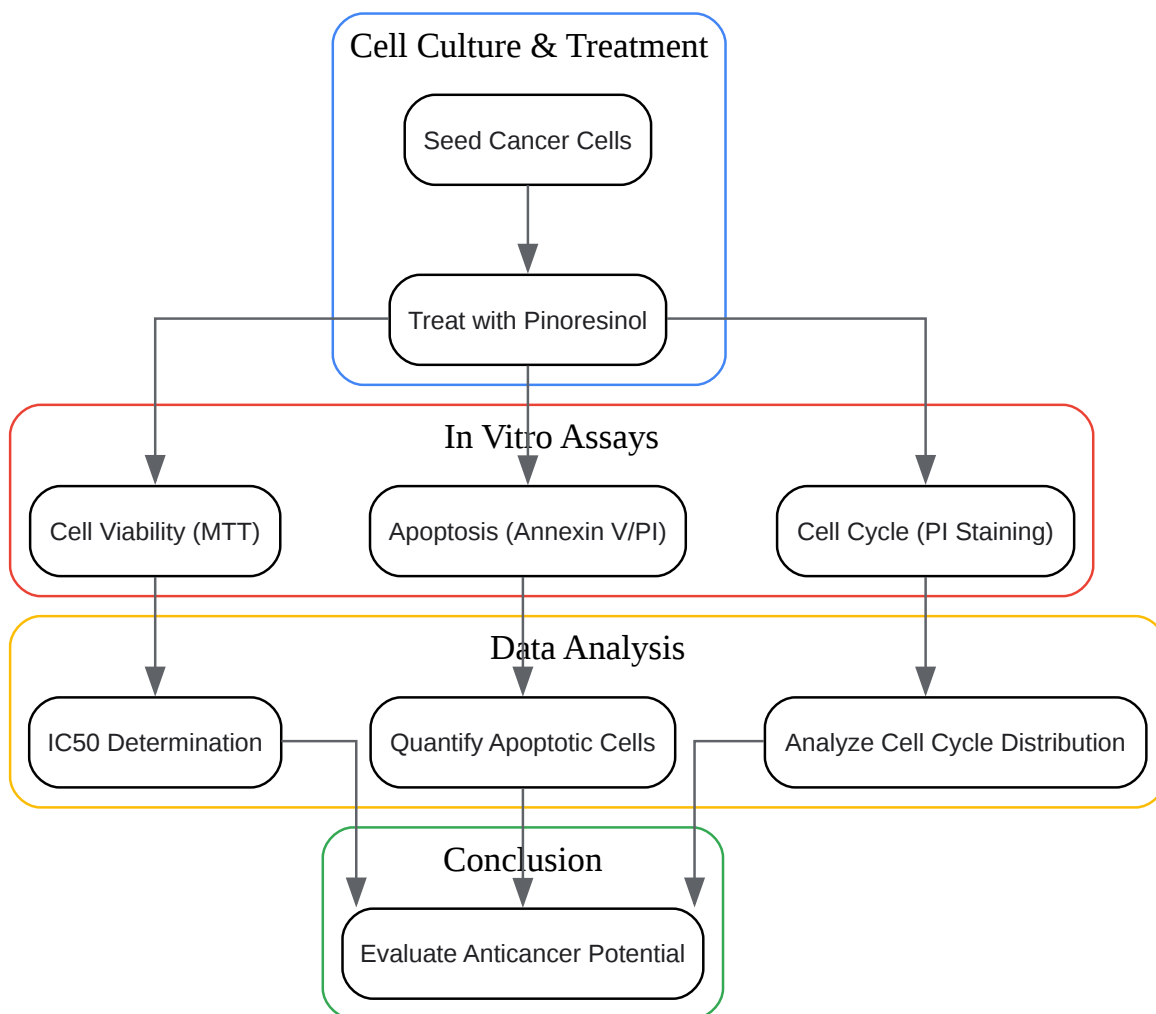 Cell Culture & Treatment
Seed Cancer Cells
Treat with Pinoresinol
In Vitro Assays
Cell Viability (MTT)
Apoptosis (Annexin V/PI)
Cell Cycle (PI Staining)
Data Analysis
IC50 Determination
Quantify Apoptotic Cells
Analyze Cell Cycle Distribution
Conclusion
Evaluate Anticancer Potential